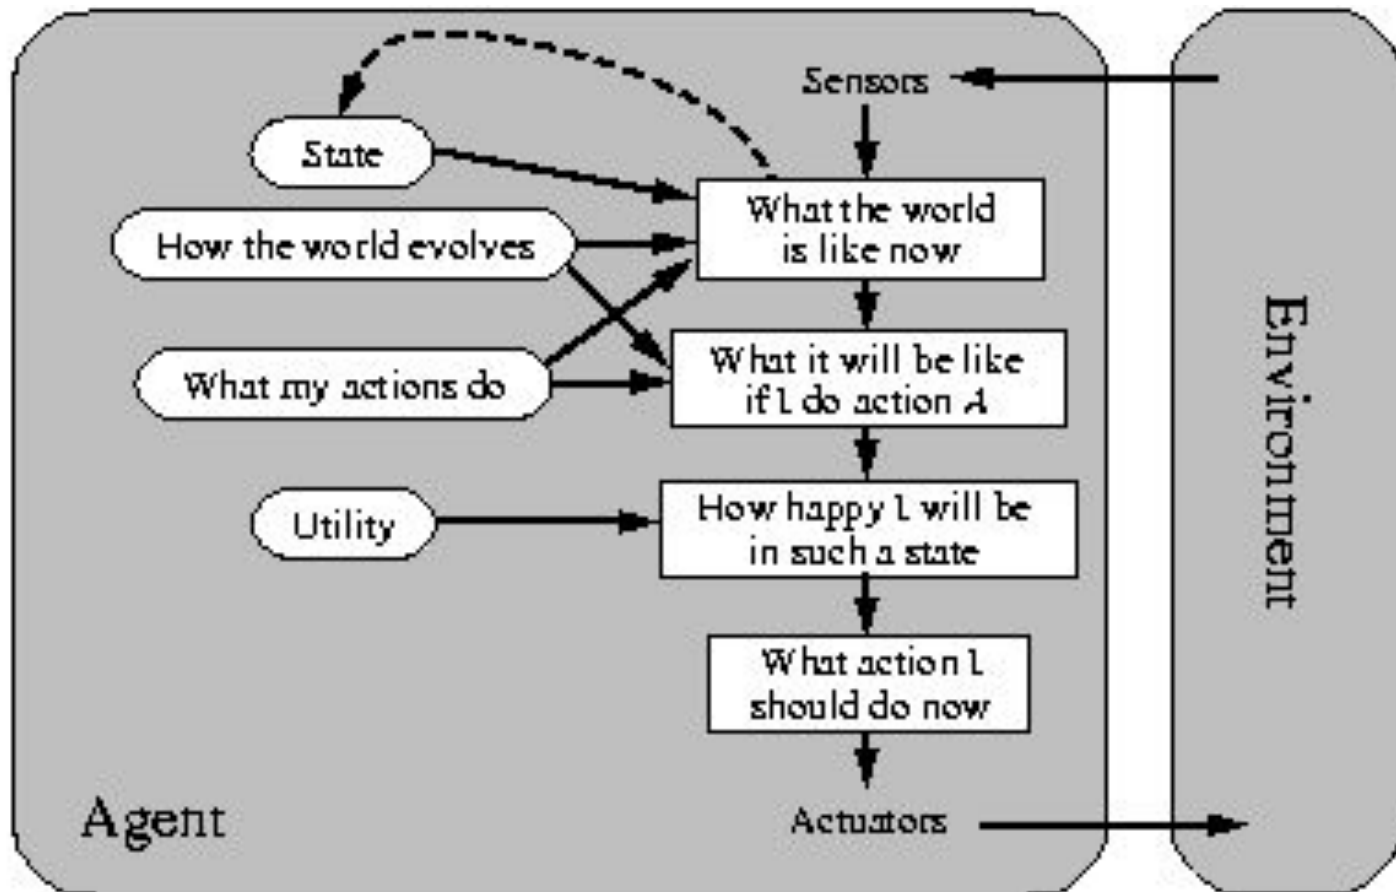 Sensors
State
What the world
is like now
How the world evolves
What my actions do
What it will be like
if I do action A
Utility
How happy I will be
in such a state
What action I
should do now
Agent
Actuators
Environment